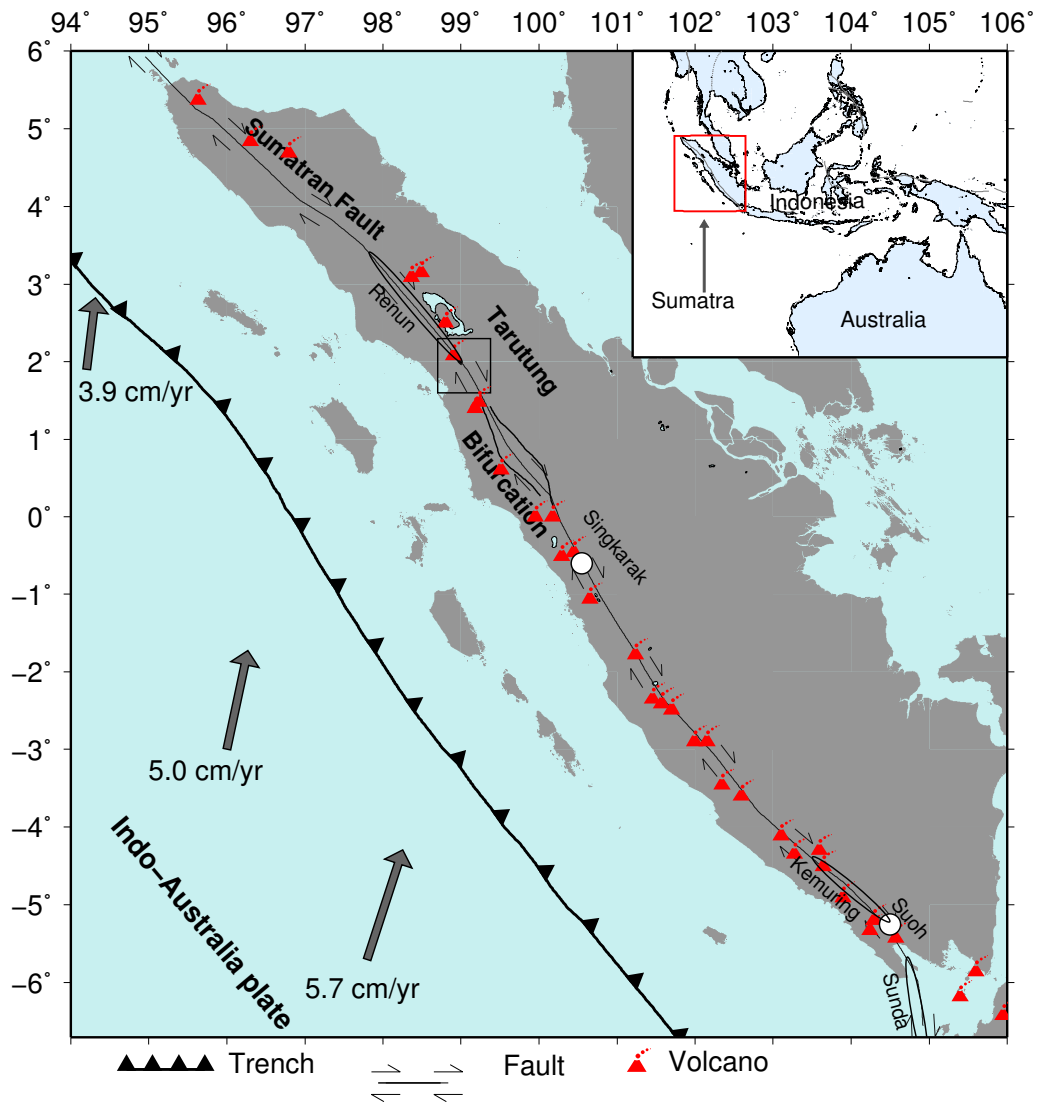 94˚ 95˚ 96˚ 97˚ 98˚ 99˚ 100˚ 101˚ 102˚ 103˚ 104˚ 105˚ 106˚
6˚
5˚
4˚
3˚
2˚
1˚
0˚
−1˚
−2˚
−3˚
−4˚
−5˚
−6˚
Sumatran Fault
Renun
Tarutung
Bifurcation
Singkarak
Kemuring
Suoh
Sunda
3.9 cm/yr
5.0 cm/yr
5.7 cm/yr
Indo−Australia plate
Indonesia
Sumatra
Australia
Trench
Fault
Volcano